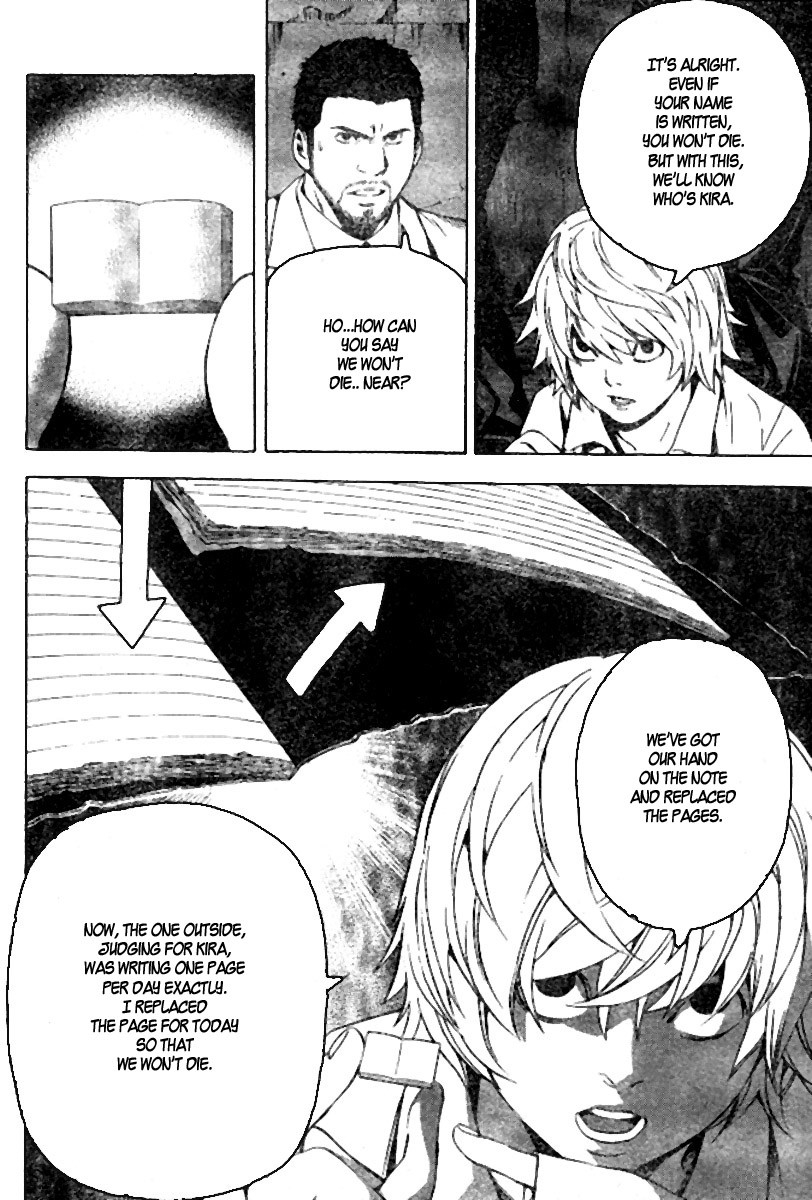 IT'S ALRIGHT.
EVEN IF
YOUR NAME
IS WRITTEN,
YOU WON'T DIE.
BUT WITH THIS,
WE'LL KNOW
WHO'S KIRA.
HO...HOW CAN
YOU SAY
WE WON'T
DIE.. NEAR?
WE'VE GOT
OUR HAND
ON THE NOTE
AND REPLACED
THE PAGES.
NOW, THE ONE OUTSIDE,
JUDGING FOR KIRA,
WAS WRITING ONE PAGE
PER DAY EXACTLY.
I REPLACED
THE PAGE FOR TODAY
SO THAT
WE WON'T DIE.